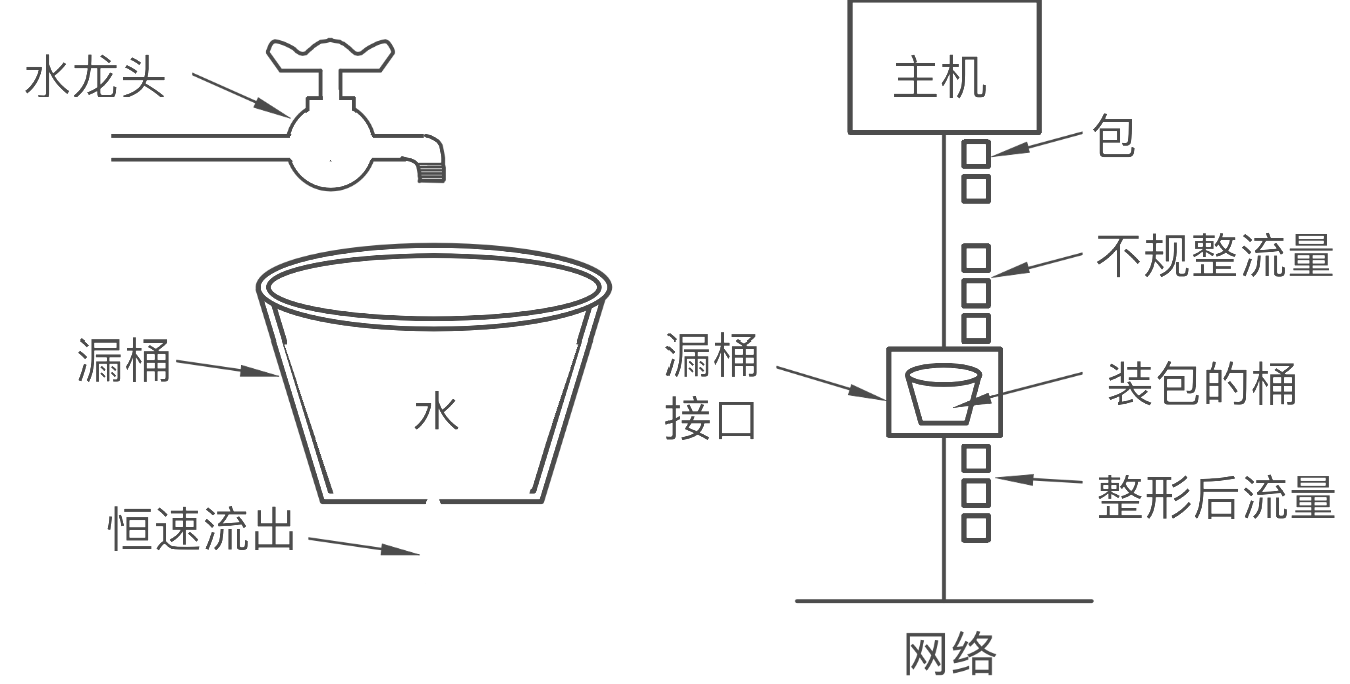 水龙头
漏桶
水
恒速流出
主机
包
不规整流量
漏桶
接口
装包的桶
整形后流量
网络